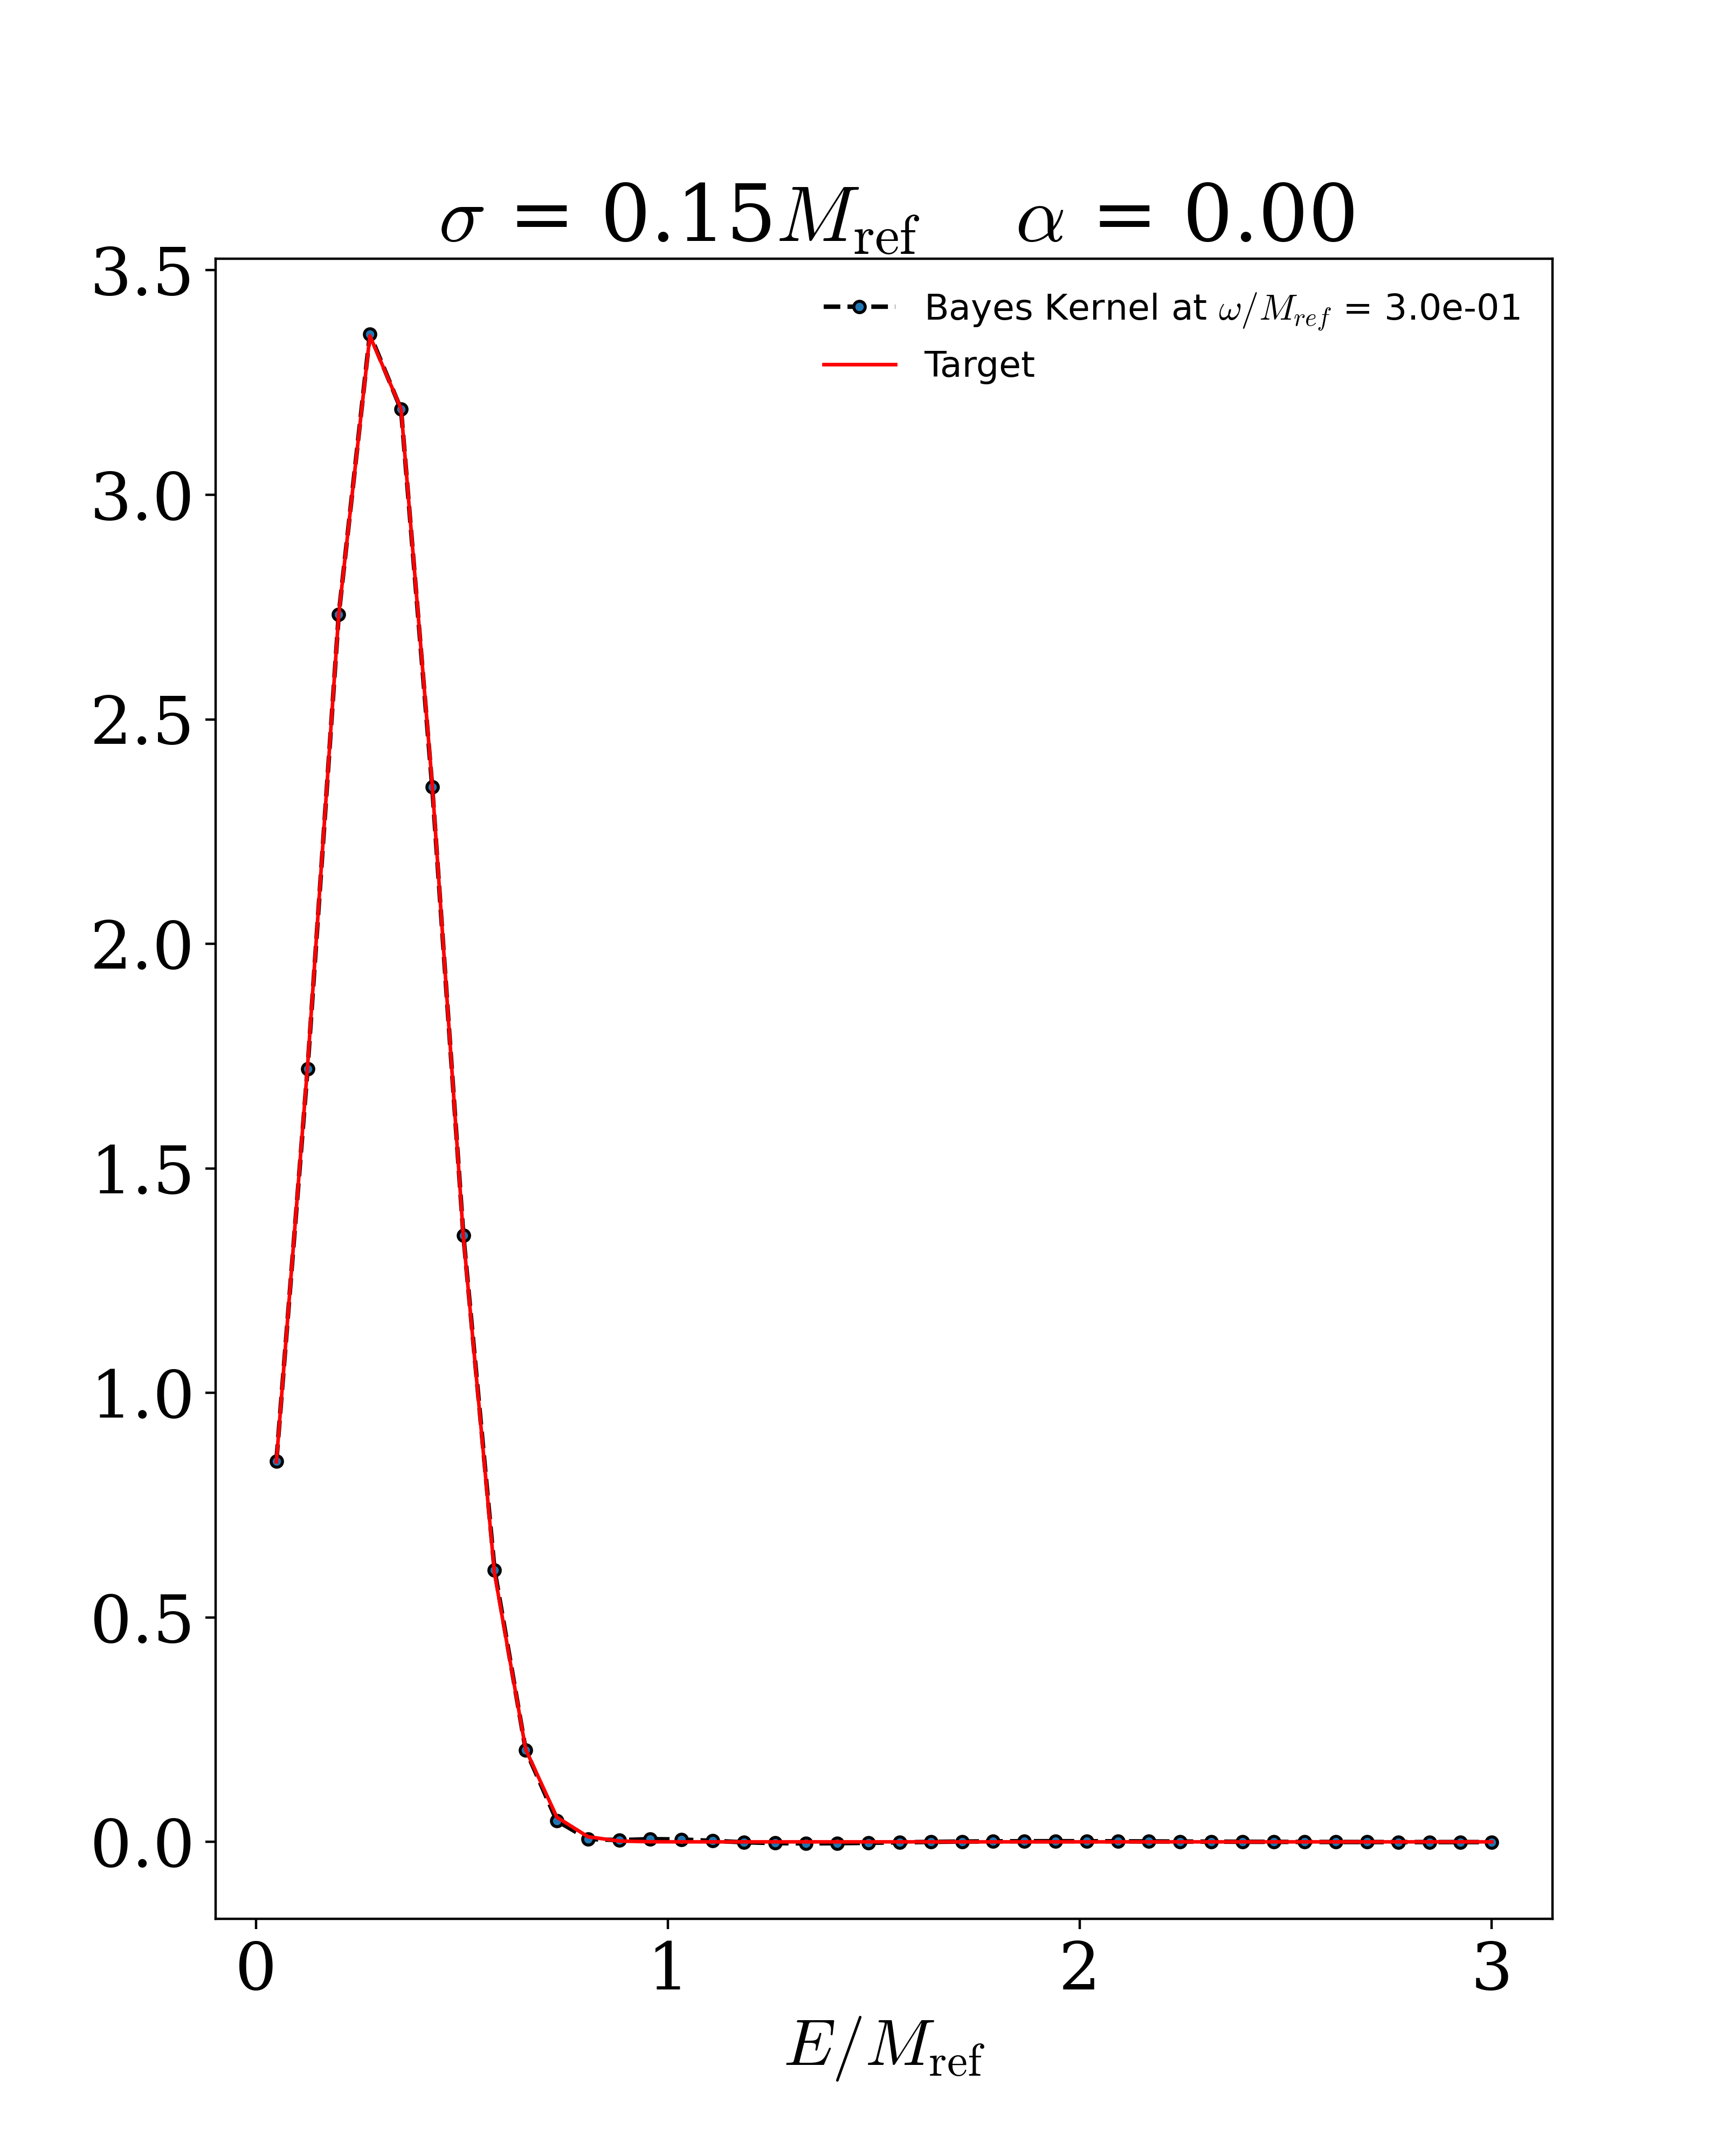 σ = 0.15M_ref α = 0.00
3.5
3.0
2.5
2.0
1.5
1.0
0.5
0.0
Bayes Kernel at ω/M_ref = 3.0e-01
Target
0 1 2 3
E/M_ref